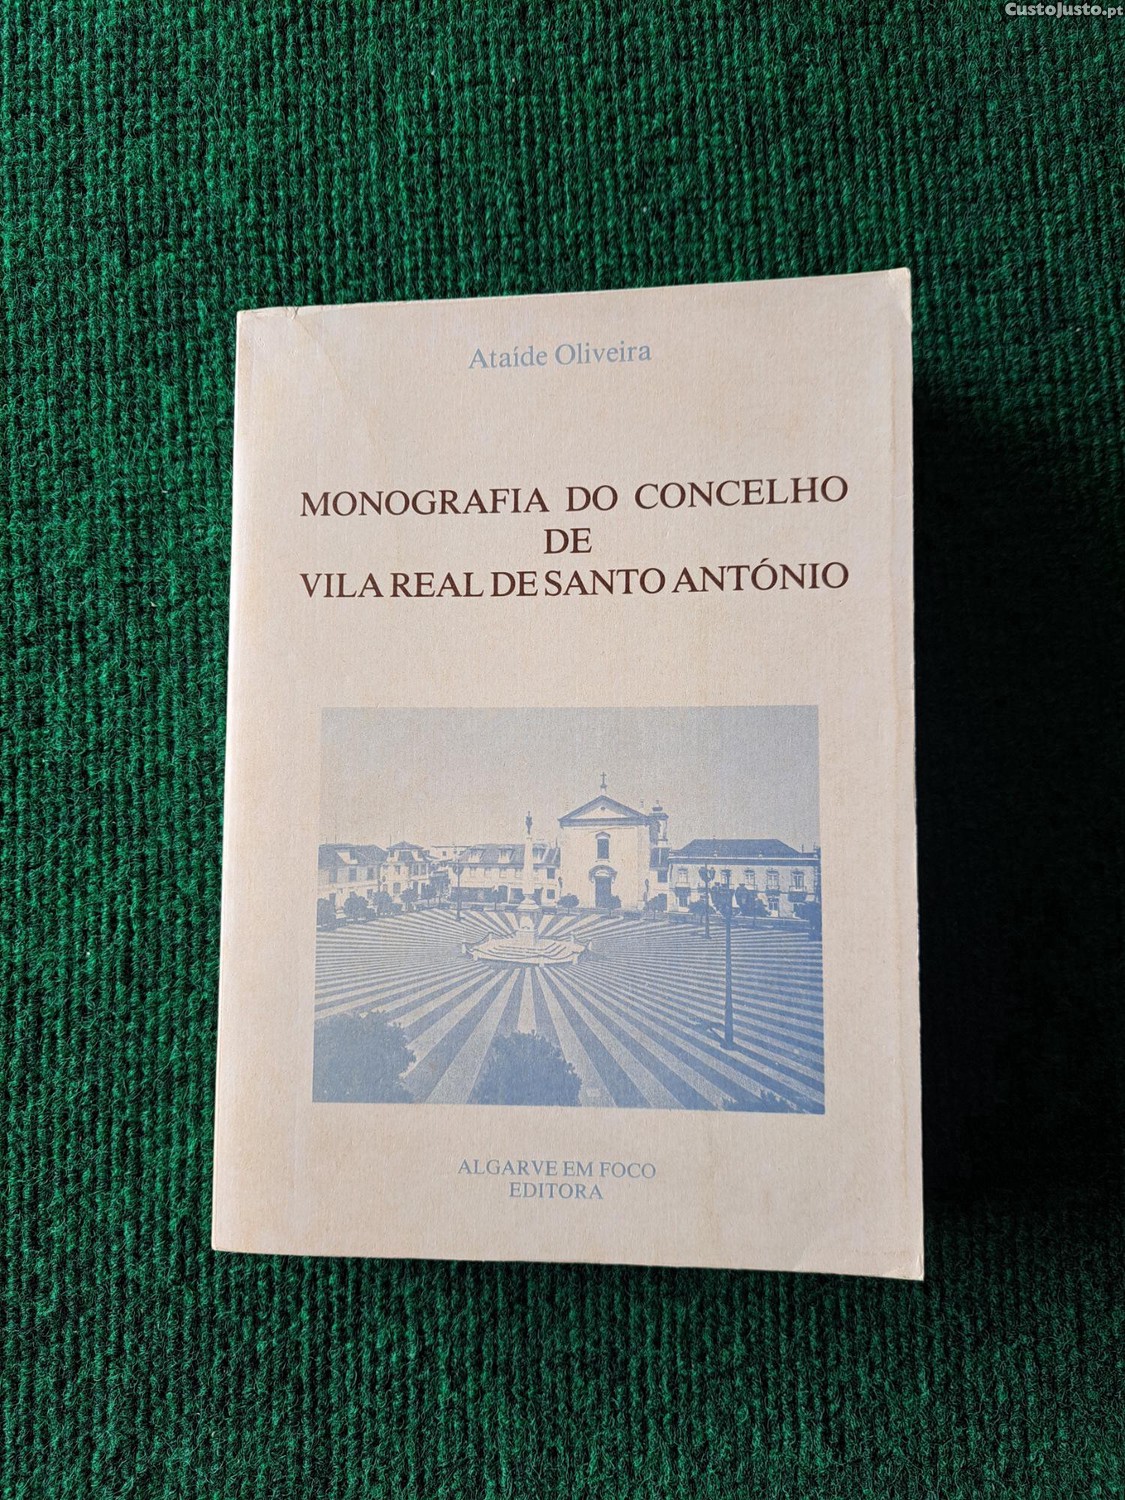 CustoJusto.pt
Ataíde Oliveira
MONOGRAFIA DO CONCELHO
DE
VILA REAL DE SANTO ANTÓNIO
ALGARVE EM FOCO
EDITORA